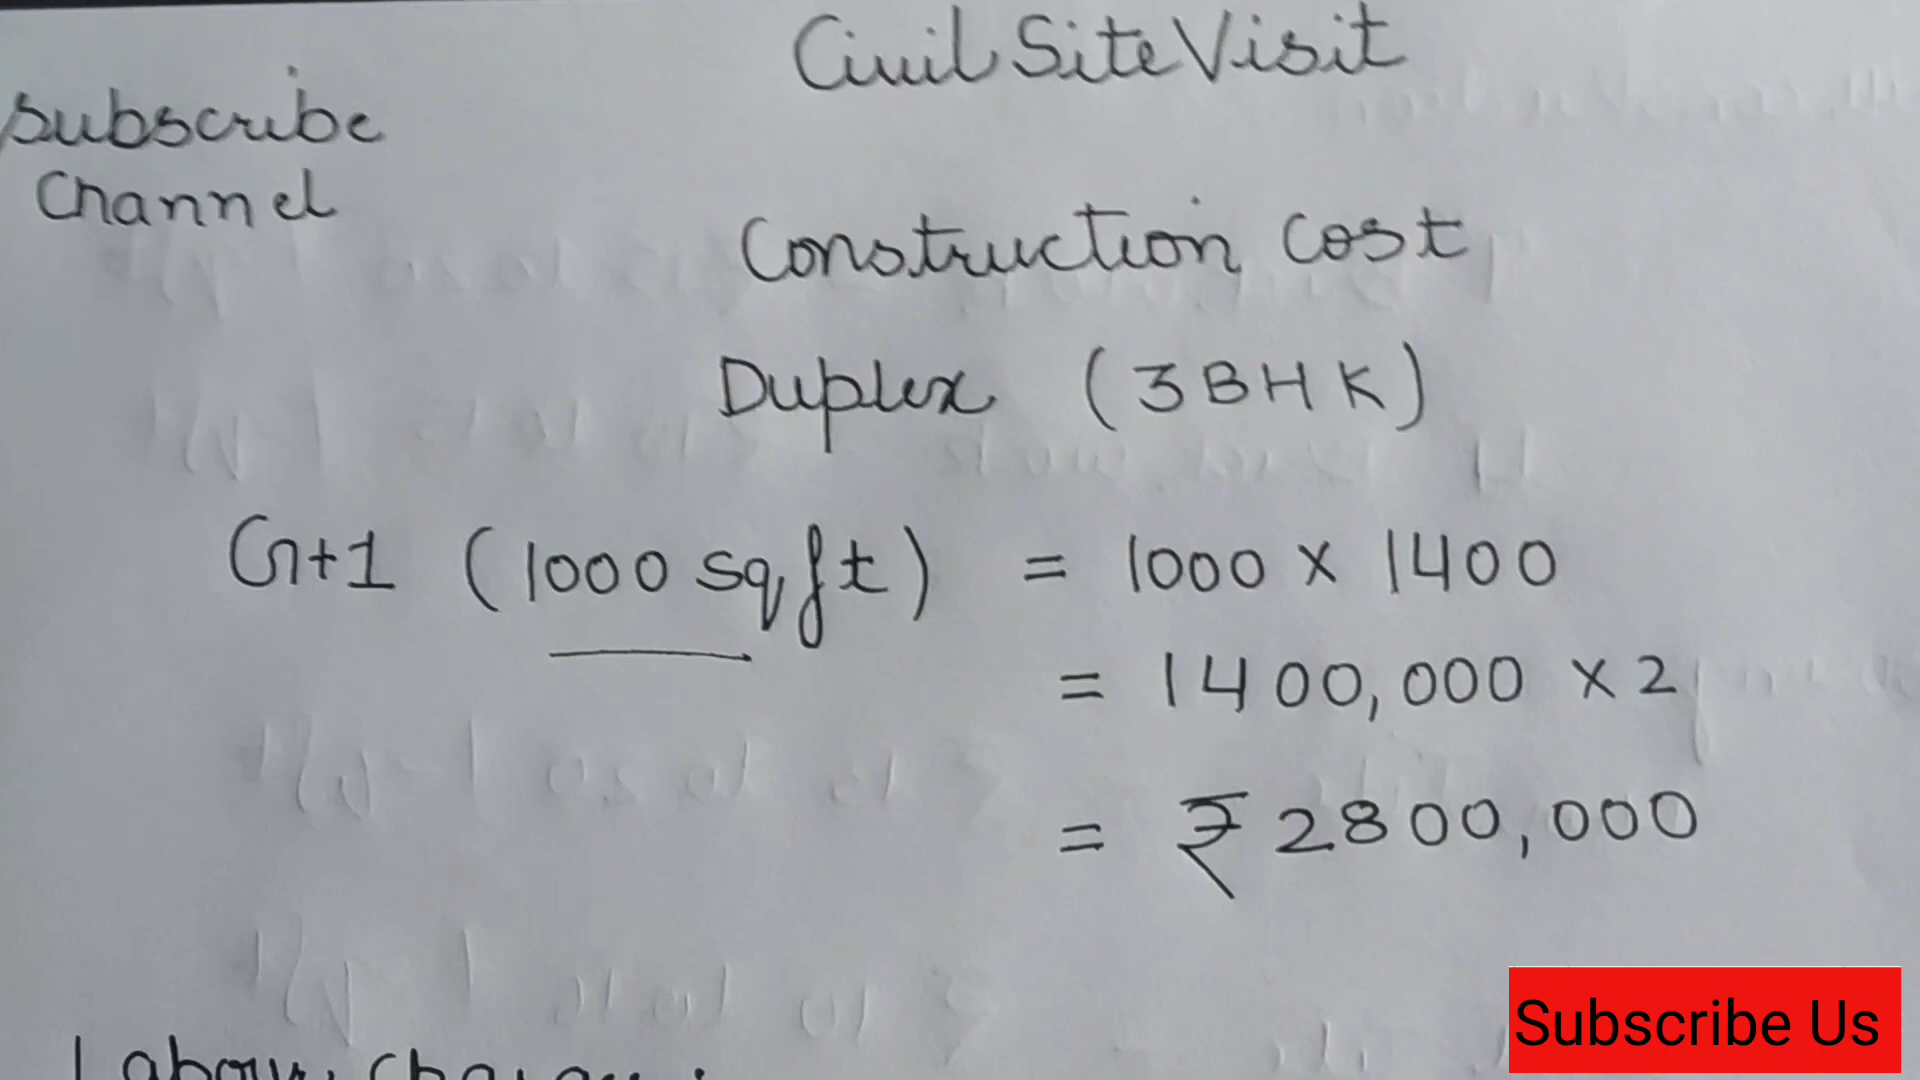 Civil Site Visit
Subscribe
Channel
Construction Cost
Duplex (3BHK)
G+1 (1000 sqft) = 1000 x 1400
= 1400,000 x 2
= ₹ 2800,000
Labour
Subscribe Us